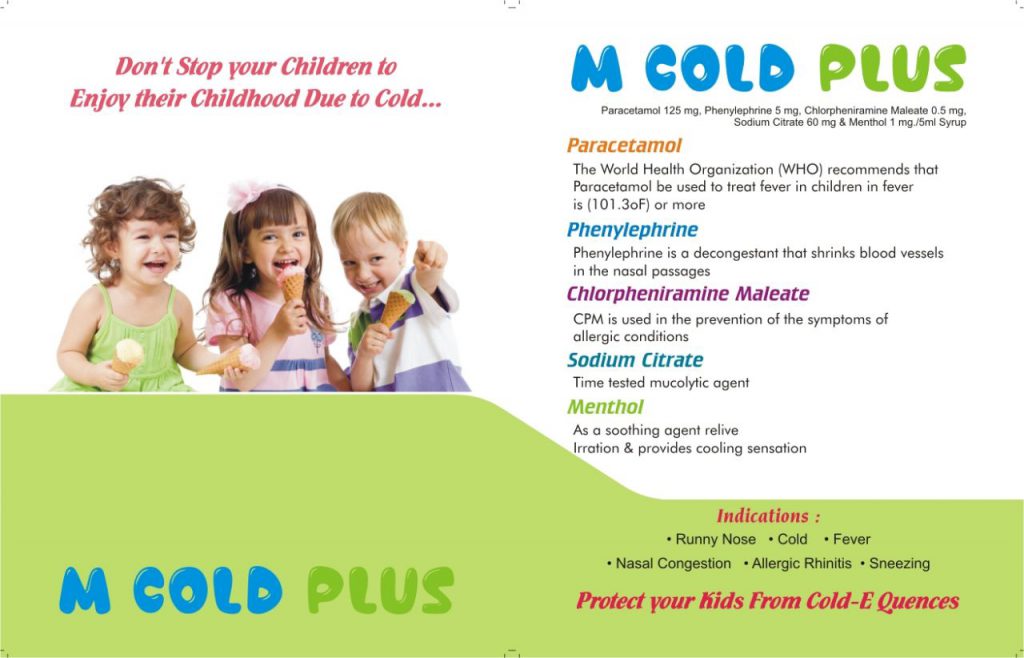 Don't Stop your Children to
Enjoy their Childhood Due to Cold...
M COLD PLUS
M COLD PLUS
Paracetamol 125 mg, Phenylephrine 5 mg, Chlorpheniramine Maleate 0.5 mg,
Sodium Citrate 60 mg & Menthol 1 mg./5ml Syrup
Paracetamol
The World Health Organization (WHO) recommends that
Paracetamol be used to treat fever in children in fever
is (101.3oF) or more
Phenylephrine
Phenylephrine is a decongestant that shrinks blood vessels
in the nasal passages
Chlorpheniramine Maleate
CPM is used in the prevention of the symptoms of
allergic conditions
Sodium Citrate
Time tested mucolytic agent
Menthol
As a soothing agent relive
Irration & provides cooling sensation
Indications :
• Runny Nose • Cold • Fever
• Nasal Congestion • Allergic Rhinitis • Sneezing
Protect your Kids From Cold-E Quences